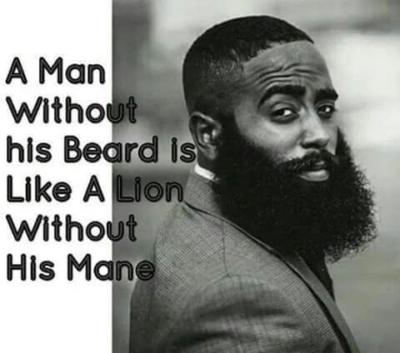 A Man
Without
his Beard is
Like A Lion
Without
His Mane